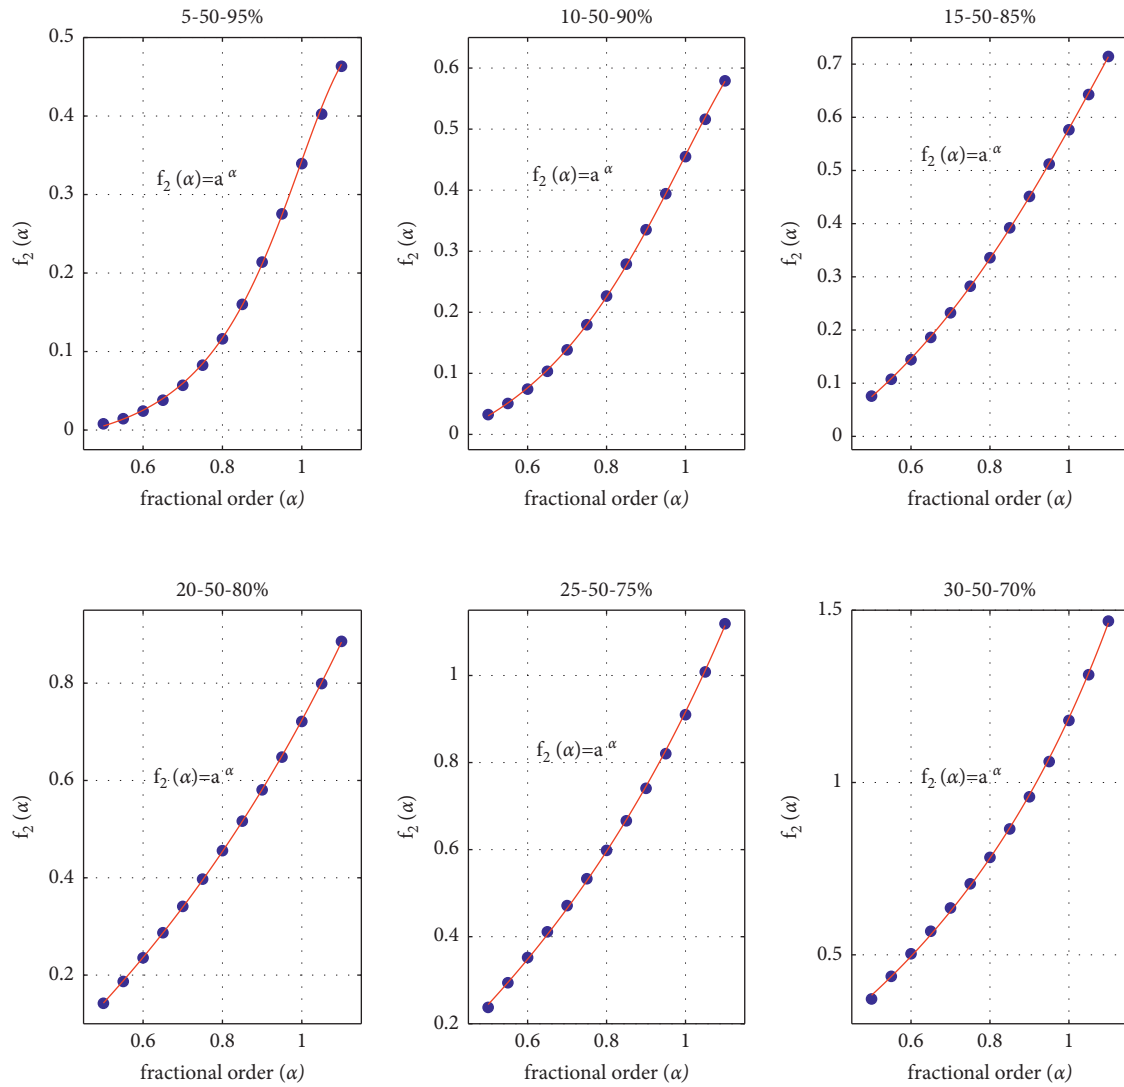 5-50-95%
0.5
0.4
0.3
0.2
0.1
0
f₂ (α)
f₂ (α)=a^.α
0.6 0.8 1
fractional order (α)
10-50-90%
0.6
0.5
0.4
0.3
0.2
0.1
0
f₂ (α)
f₂ (α)=a^.α
0.6 0.8 1
fractional order (α)
15-50-85%
0.7
0.6
0.5
0.4
0.3
0.2
0.1
0
f₂ (α)
f₂ (α)=a^.α
0.6 0.8 1
fractional order (α)
20-50-80%
0.8
0.6
0.4
0.2
f₂ (α)
f₂ (α)=a^.α
0.6 0.8 1
fractional order (α)
25-50-75%
1
0.8
0.6
0.4
0.2
f₂ (α)
f₂ (α)=a^.α
0.6 0.8 1
fractional order (α)
30-50-70%
1.5
1
0.5
f₂ (α)
f₂ (α)=a^.α
0.6 0.8 1
fractional order (α)